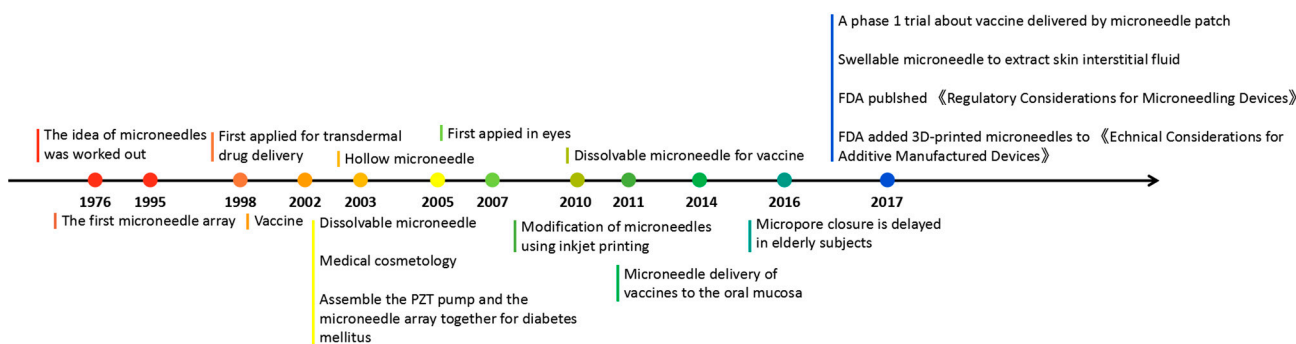 A phase 1 trial about vaccine delivered by microneedle patch
Swellable microneedle to extract skin interstitial fluid
FDA publshed 《Regulatory Considerations for Microneedling Devices》
FDA added 3D-printed microneedles to 《Echnical Considerations for
Additive Manufactured Devices》
The idea of microneedles
was worked out
First applied for transdermal
drug delivery
Hollow microneedle
First appied in eyes
Dissolvable microneedle for vaccine
1976 1995 1998 2002 2003 2005 2007 2010 2011 2014 2016 2017
The first microneedle array
Vaccine
Dissolvable microneedle
Medical cosmetology
Assemble the PZT pump and the
microneedle array together for diabetes
mellitus
Modification of microneedles
using inkjet printing
Microneedle delivery of
vaccines to the oral mucosa
Micropore closure is delayed
in elderly subjects